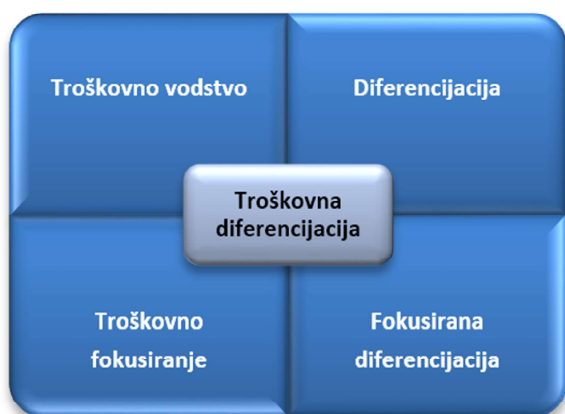 Troškovno vodstvo
Diferencijacija
Troškovna
diferencijacija
Troškovno
fokusiranje
Fokusirana
diferencijacija